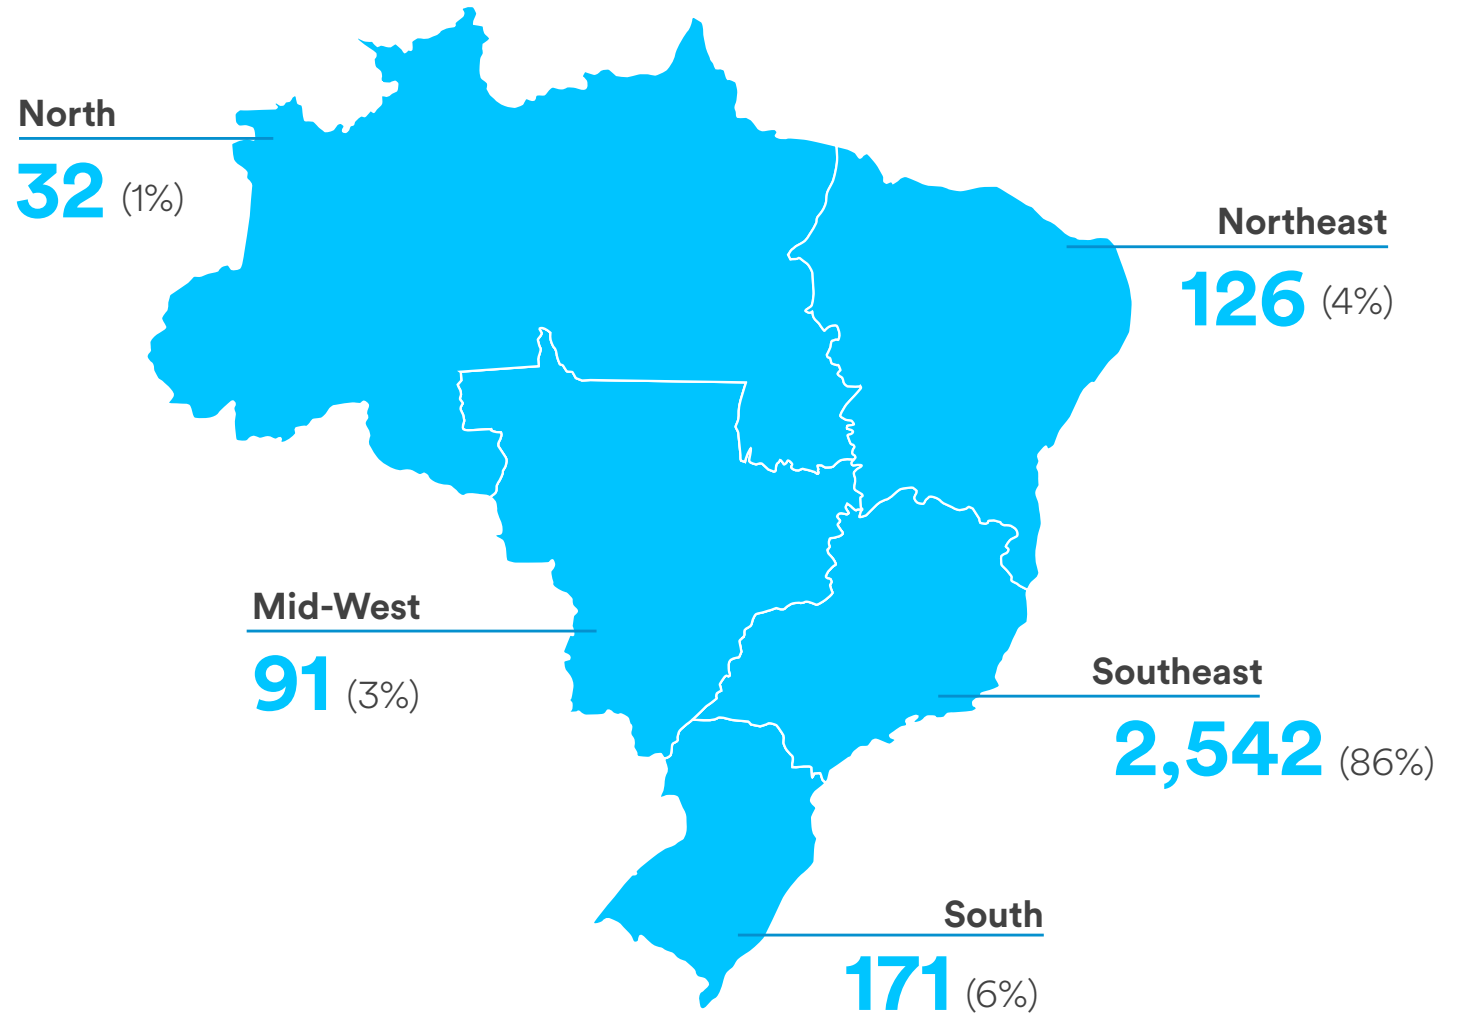 North
32 (1%)
Northeast
126 (4%)
Mid-West
91 (3%)
Southeast
2,542 (86%)
South
171 (6%)